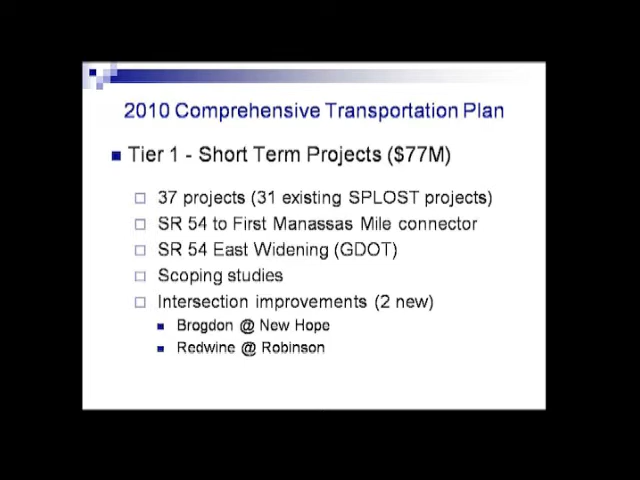 2010 Comprehensive Transportation Plan
Tier 1 - Short Term Projects ($77M)
37 projects (31 existing SPLOST projects)
SR 54 to First Manassas Mile connector
SR 54 East Widening (GDOT)
Scoping studies
Intersection improvements (2 new)
Brogdon @ New Hope
Redwine @ Robinson